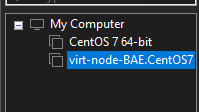 My Computer
CentOS 7 64-bit
virt-node-BAE.CentOS7